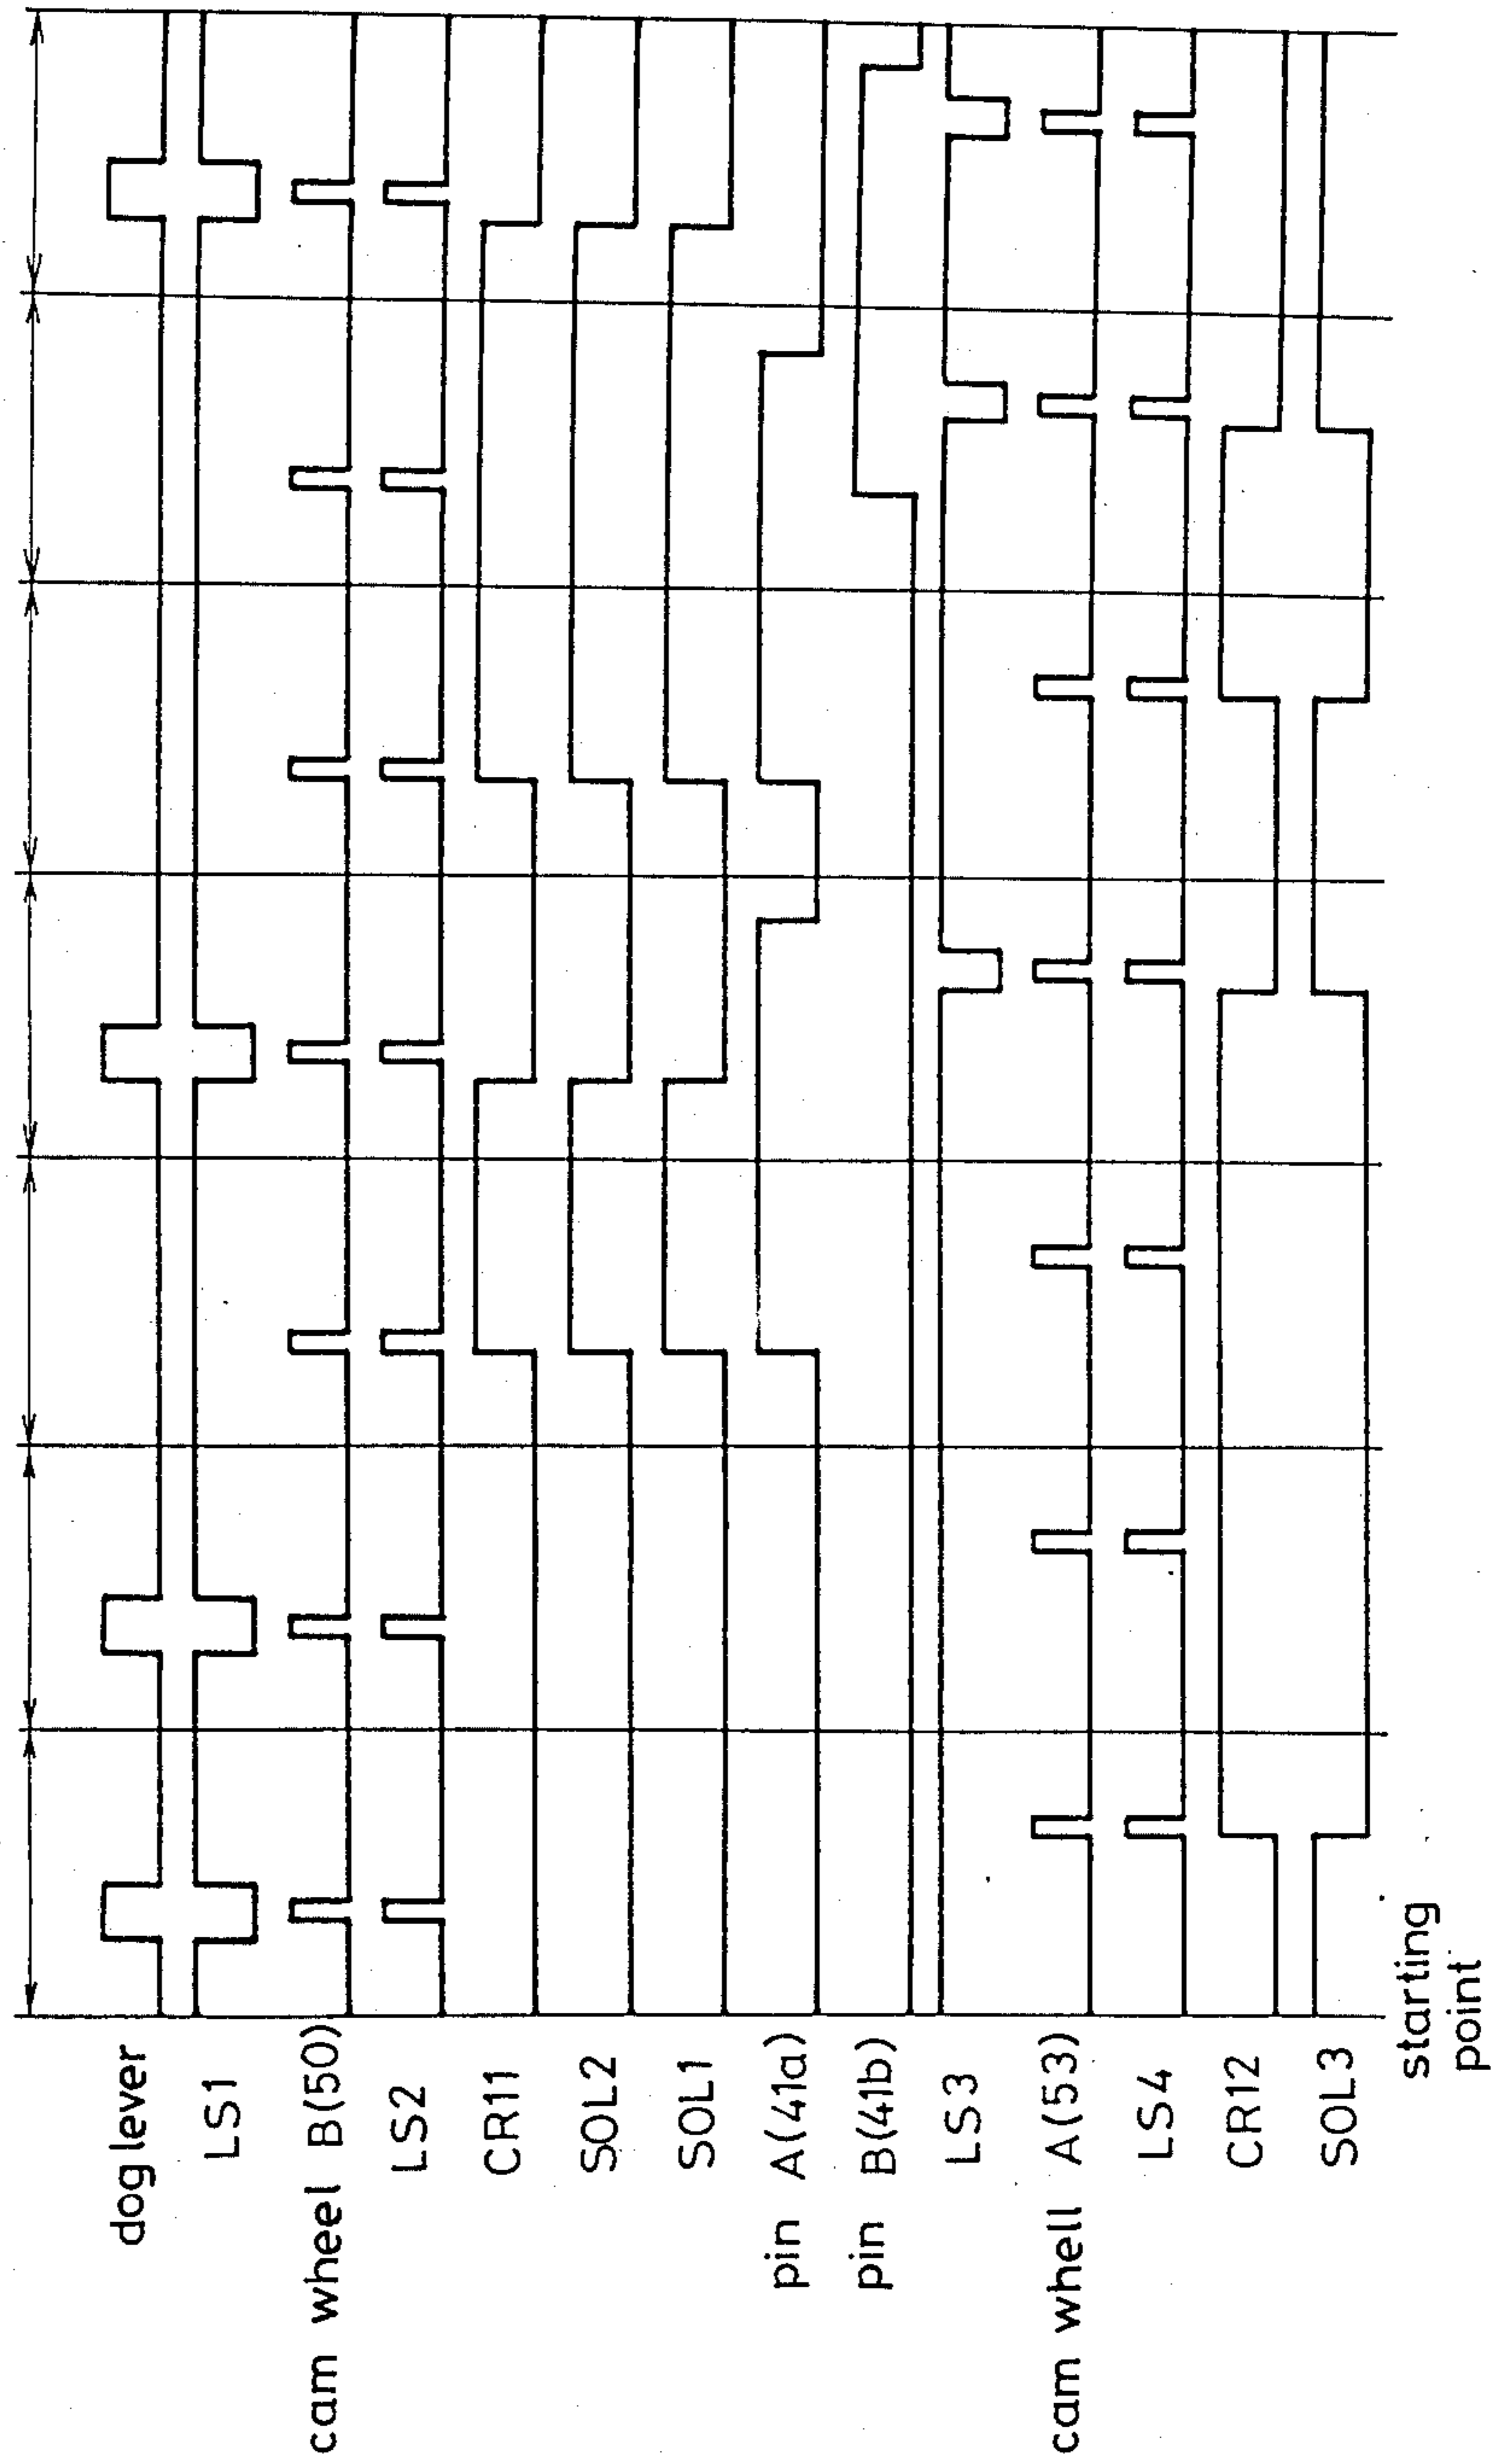 dog lever
LS1
cam wheel B(50)
LS2
CR11
SOL2
SOL1
pin A(41a)
pin B(41b)
LS3
cam whell A(53)
LS4
CR12
SOL3
starting
point